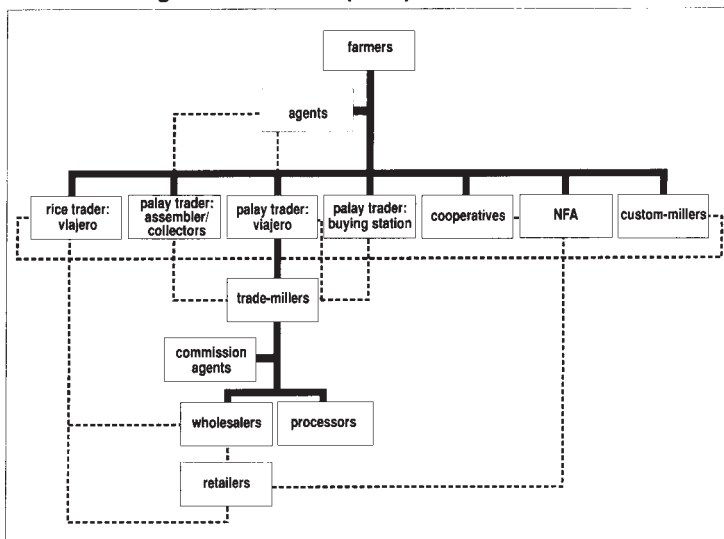 farmers
agents
rice trader:
vlajero
palay trader:
assembler/
collectors
palay trader:
viajero
palay trader:
buying station
cooperatives
NFA
custom-millers
trade-millers
commission
agents
wholesalers
processors
retailers